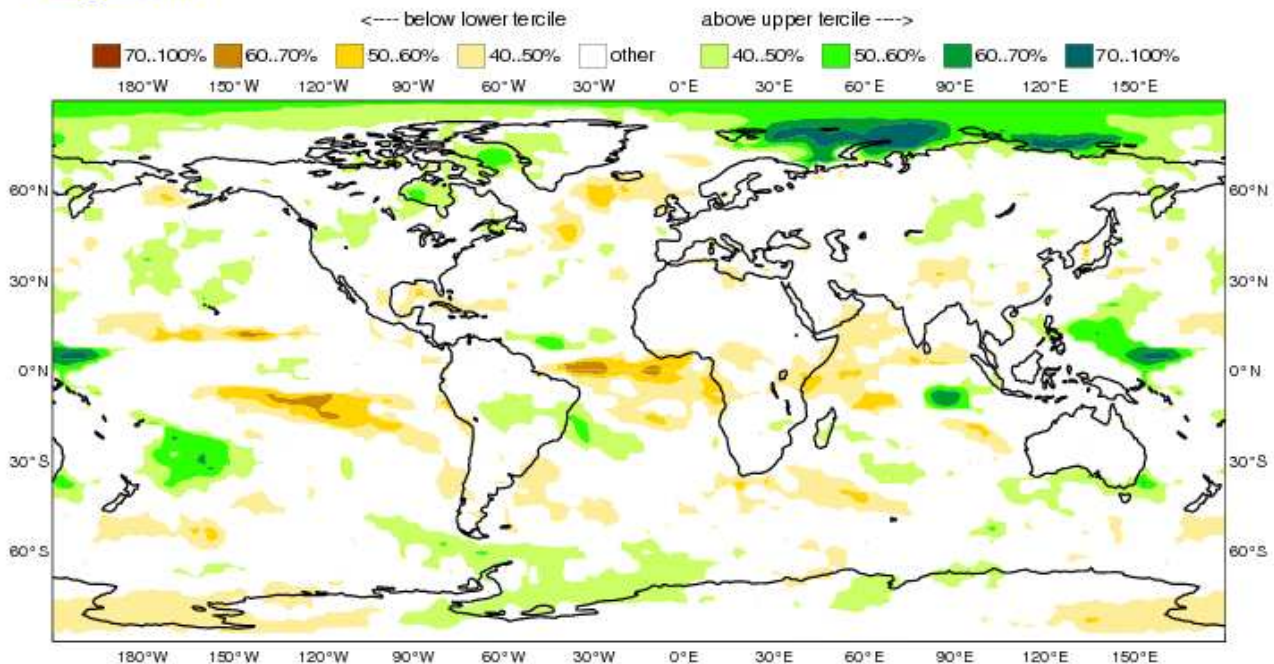 <---- below lower tercile above upper tercile ---->
70..100% 60..70% 50..60% 40..50% other 40..50% 50..60% 60..70% 70..100%
180°W 150°W 120°W 90°W 60°W 30°W 0°E 30°E 60°E 90°E 120°E 150°E
60°N 60°N
30°N 30°N
0°N 0°N
30°S 30°S
60°S 60°S
180°W 150°W 120°W 90°W 60°W 30°W 0°E 30°E 60°E 90°E 120°E 150°E